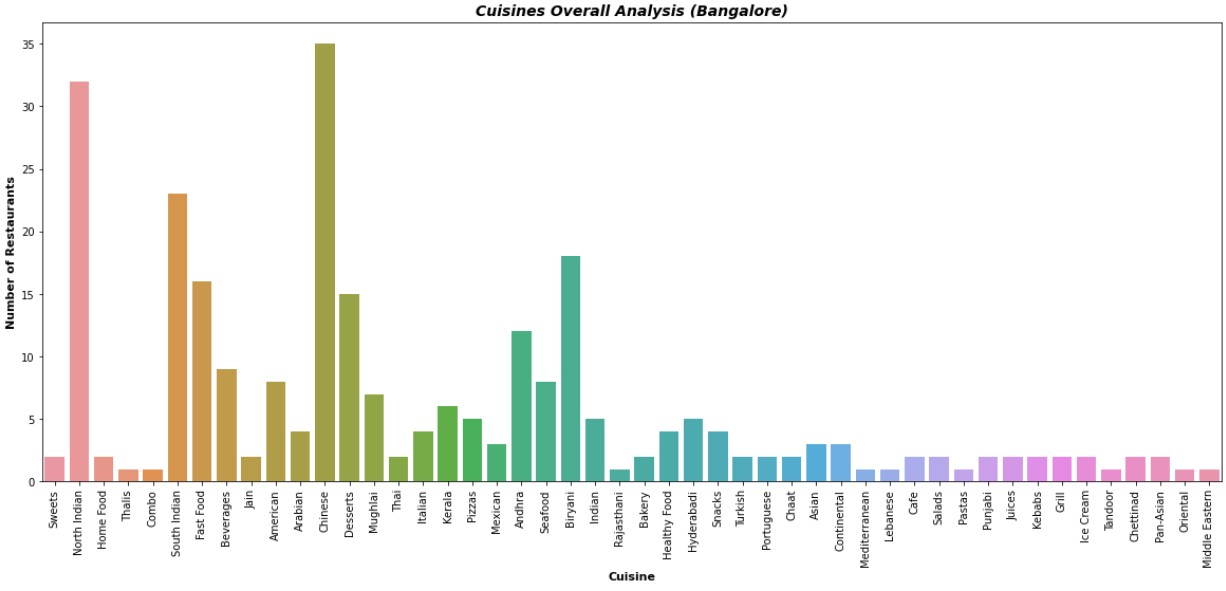 Cuisines Overall Analysis (Bangalore)
Number of Restaurants
35
30
25
20
15
10
5
0
Sweets
North Indian
Home Food
Thalis
Combo
South Indian
Fast Food
Beverages
Jain
American
Arabian
Chinese
Desserts
Mughlai
Thai
Italian
Kerala
Pizzas
Mexican
Andhra
Seafood
Biryani
Indian
Rajasthani
Bakery
Healthy Food
Hyderabadi
Snacks
Turkish
Portuguese
Chaat
Asian
Continental
Mediterranean
Lebanese
Cafe
Salads
Pastas
Punjabi
Juices
Kebabs
Grill
Ice Cream
Tandoor
Chettinad
Pan-Asian
Oriental
Middle Eastern
Cuisine